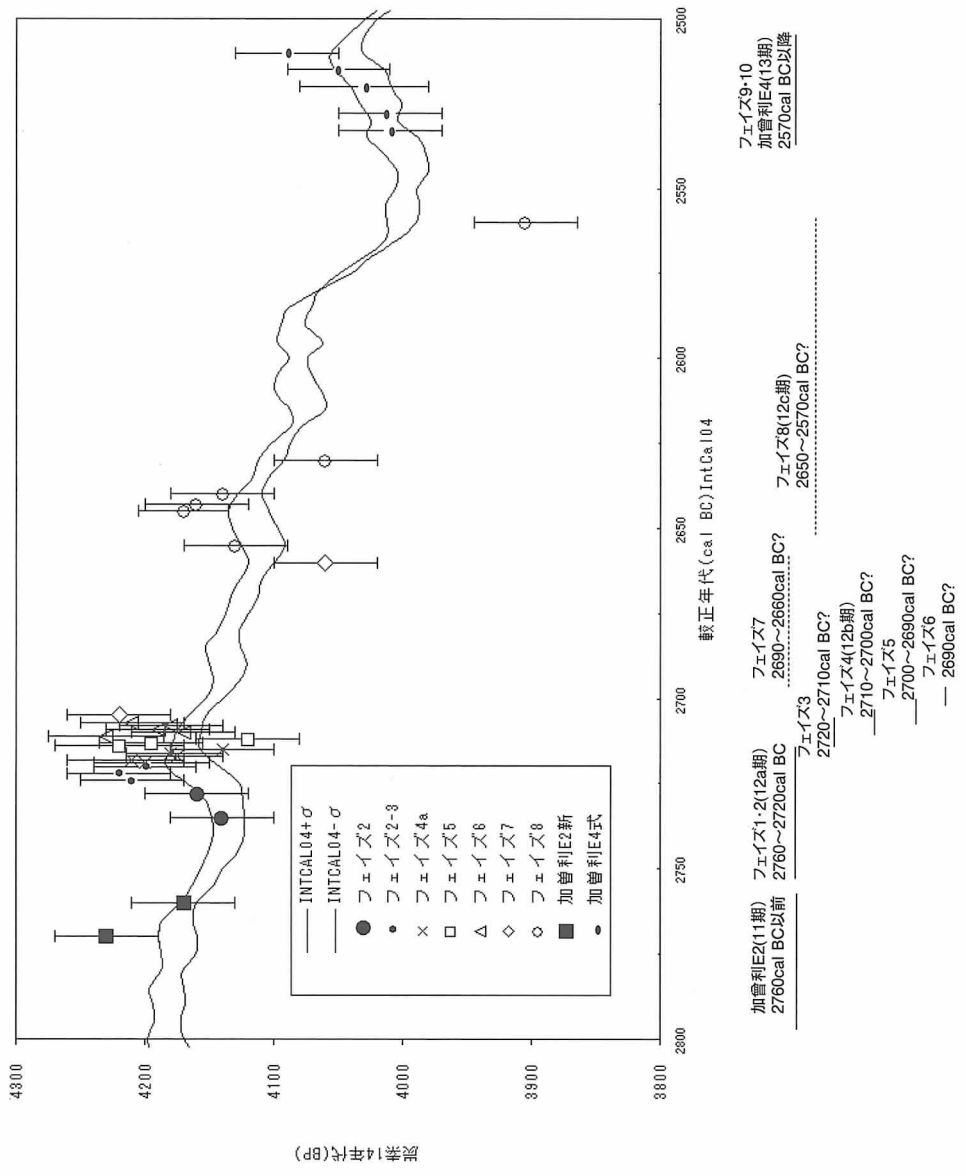 炭素14年代(BP)
4300
4200
4100
4000
3900
3800
2800
2750
2700
2650
2600
2550
2500
較正年代(cal BC)IntCal04
INTCAL04+σ
INTCAL04-σ
フェイズ2
フェイズ2-3
フェイズ4a
フェイズ5
フェイズ6
フェイズ7
フェイズ8
加曽利E2新
加曽利E4式
加曾利E2(11期)
2760cal BC以前
フェイズ1・2(12a期)
2760~2720cal BC
フェイズ3
2720~2710cal BC?
フェイズ4(12b期)
2710~2700cal BC?
フェイズ5
2700~2690cal BC?
フェイズ6
2690cal BC?
フェイズ7
2690~2660cal BC?
フェイズ8(12c期)
2650~2570cal BC?
フェイズ9・10
加曾利E4(13期)
2570cal BC以降